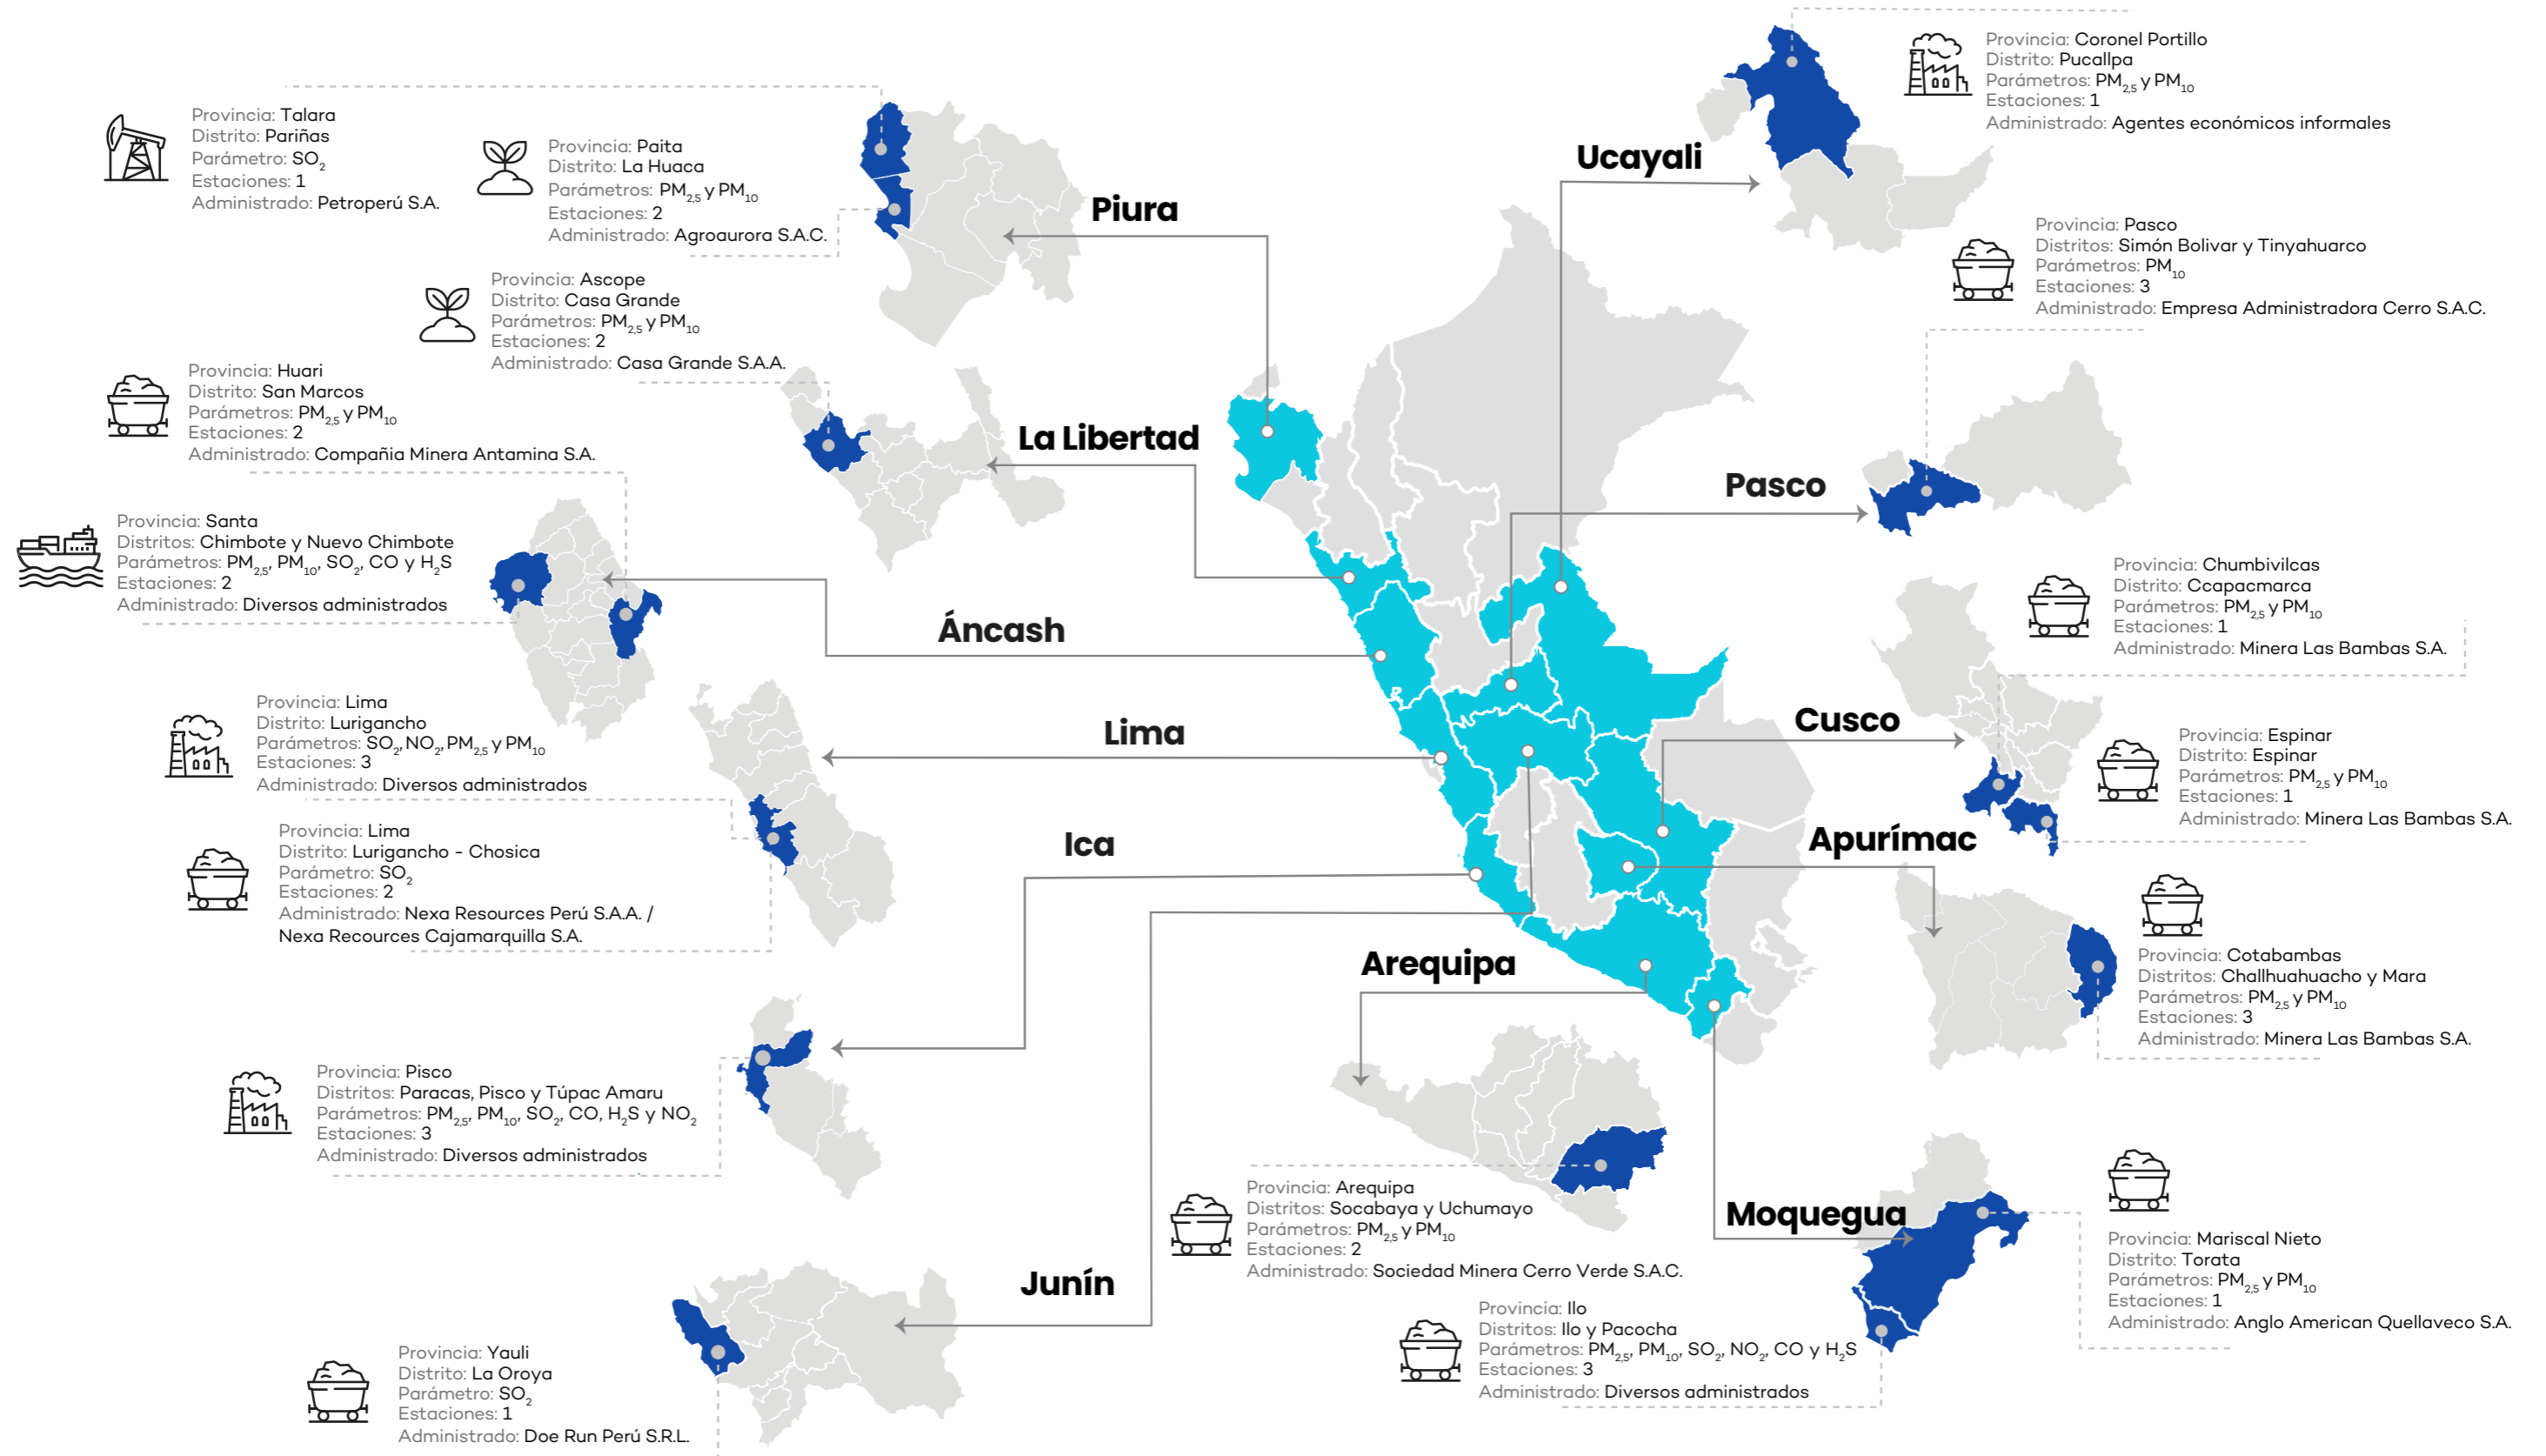 Provincia: Talara
Distrito: Pariñas
Parámetro: SO₂
Estaciones: 1
Administrado: Petroperú S.A.
Provincia: Paita
Distrito: La Huaca
Parámetros: PM₂,₅ y PM₁₀
Estaciones: 2
Administrado: Agroaurora S.A.C.
Piura
Provincia: Ascope
Distrito: Casa Grande
Parámetros: PM₂,₅ y PM₁₀
Estaciones: 2
Administrado: Casa Grande S.A.A.
La Libertad
Provincia: Huari
Distrito: San Marcos
Parámetros: PM₂,₅ y PM₁₀
Estaciones: 2
Administrado: Compañia Minera Antamina S.A.
Provincia: Santa
Distritos: Chimbote y Nuevo Chimbote
Parámetros: PM₂,₅, PM₁₀, SO₂, CO y H₂S
Estaciones: 2
Administrado: Diversos administrados
Áncash
Provincia: Lima
Distrito: Lurigancho
Parámetros: SO₂, NO₂, PM₂,₅ y PM₁₀
Estaciones: 3
Administrado: Diversos administrados
Lima
Provincia: Lima
Distrito: Lurigancho - Chosica
Parámetro: SO₂
Estaciones: 2
Administrado: Nexa Resources Perú S.A.A. /
Nexa Recources Cajamarquilla S.A.
Ica
Provincia: Pisco
Distritos: Paracas, Pisco y Túpac Amaru
Parámetros: PM₂,₅, PM₁₀, SO₂, CO, H₂S y NO₂
Estaciones: 3
Administrado: Diversos administrados
Junín
Provincia: Yauli
Distrito: La Oroya
Parámetro: SO₂
Estaciones: 1
Administrado: Doe Run Perú S.R.L.
Ucayali
Provincia: Coronel Portillo
Distrito: Pucallpa
Parámetros: PM₂,₅ y PM₁₀
Estaciones: 1
Administrado: Agentes económicos informales
Pasco
Provincia: Pasco
Distritos: Simón Bolivar y Tinyahuarco
Parámetros: PM₁₀
Estaciones: 3
Administrado: Empresa Administradora Cerro S.A.C.
Provincia: Chumbivilcas
Distrito: Ccapacmarca
Parámetros: PM₂,₅ y PM₁₀
Estaciones: 1
Administrado: Minera Las Bambas S.A.
Cusco
Provincia: Espinar
Distrito: Espinar
Parámetros: PM₂,₅ y PM₁₀
Estaciones: 1
Administrado: Minera Las Bambas S.A.
Apurímac
Provincia: Cotabambas
Distritos: Challhuahuacho y Mara
Parámetros: PM₂,₅ y PM₁₀
Estaciones: 3
Administrado: Minera Las Bambas S.A.
Arequipa
Provincia: Arequipa
Distritos: Socabaya y Uchumayo
Parámetros: PM₂,₅ y PM₁₀
Estaciones: 2
Administrado: Sociedad Minera Cerro Verde S.A.C.
Moquegua
Provincia: Mariscal Nieto
Distrito: Torata
Parámetros: PM₂,₅ y PM₁₀
Estaciones: 1
Administrado: Anglo American Quellaveco S.A.
Provincia: Ilo
Distritos: Ilo y Pacocha
Parámetros: PM₂,₅, PM₁₀, SO₂, NO₂, CO y H₂S
Estaciones: 3
Administrado: Diversos administrados